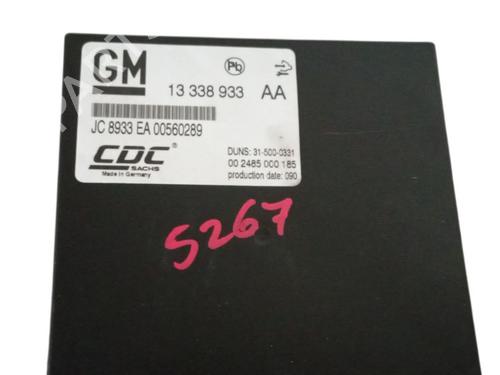 GM
Pb
13 338 933 AA
JC 8933 EA 00560289
CDC®
SACHS
Made in Germany
DUNS: 31-500-0331
00 2485 000 185
production date: 090
5267